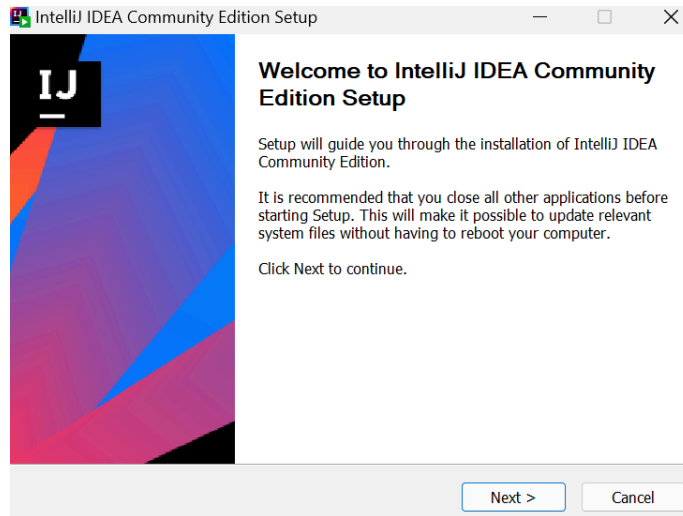 IntelliJ IDEA Community Edition Setup
IJ
Welcome to IntelliJ IDEA Community
Edition Setup
Setup will guide you through the installation of IntelliJ IDEA
Community Edition.
It is recommended that you close all other applications before
starting Setup. This will make it possible to update relevant
system files without having to reboot your computer.
Click Next to continue.
Next >
Cancel